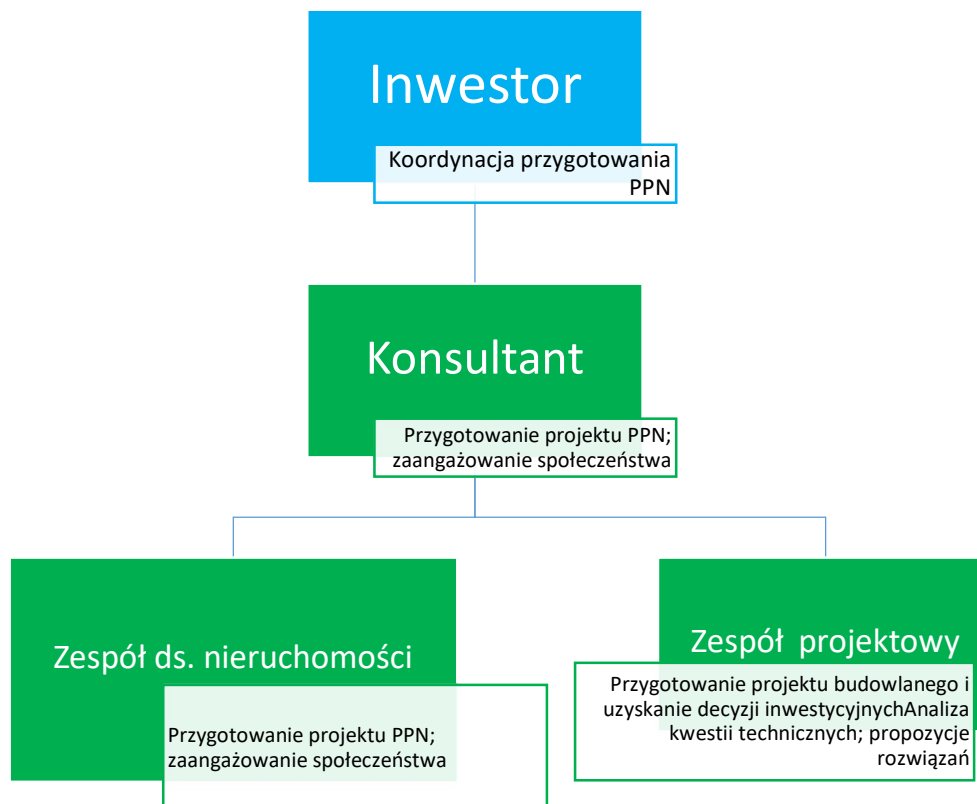 Inwestor
Koordynacja przygotowania
PPN
Konsultant
Przygotowanie projektu PPN;
zaangażowanie społeczeństwa
Zespół ds. nieruchomości
Przygotowanie projektu PPN;
zaangażowanie społeczeństwa
Zespół projektowy
Przygotowanie projektu budowlanego i
uzyskanie decyzji inwestycyjnychAnaliza
kwestii technicznych; propozycje
rozwiązań